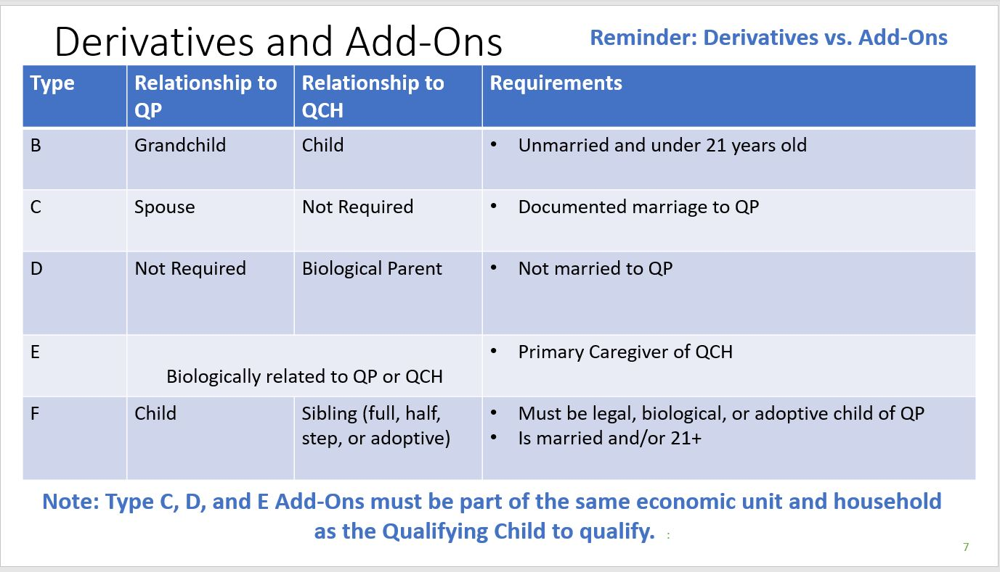 Derivatives and Add-Ons
Reminder: Derivatives vs. Add-Ons
Type
Relationship to
QP
Relationship to
QCH
Requirements
B
Grandchild
Child
• Unmarried and under 21 years old
C
Spouse
Not Required
• Documented marriage to QP
D
Not Required
Biological Parent
• Not married to QP
E
Biologically related to QP or QCH
• Primary Caregiver of QCH
F
Child
Sibling (full, half,
step, or adoptive)
• Must be legal, biological, or adoptive child of QP
• Is married and/or 21+
Note: Type C, D, and E Add-Ons must be part of the same economic unit and household
as the Qualifying Child to qualify. :
7